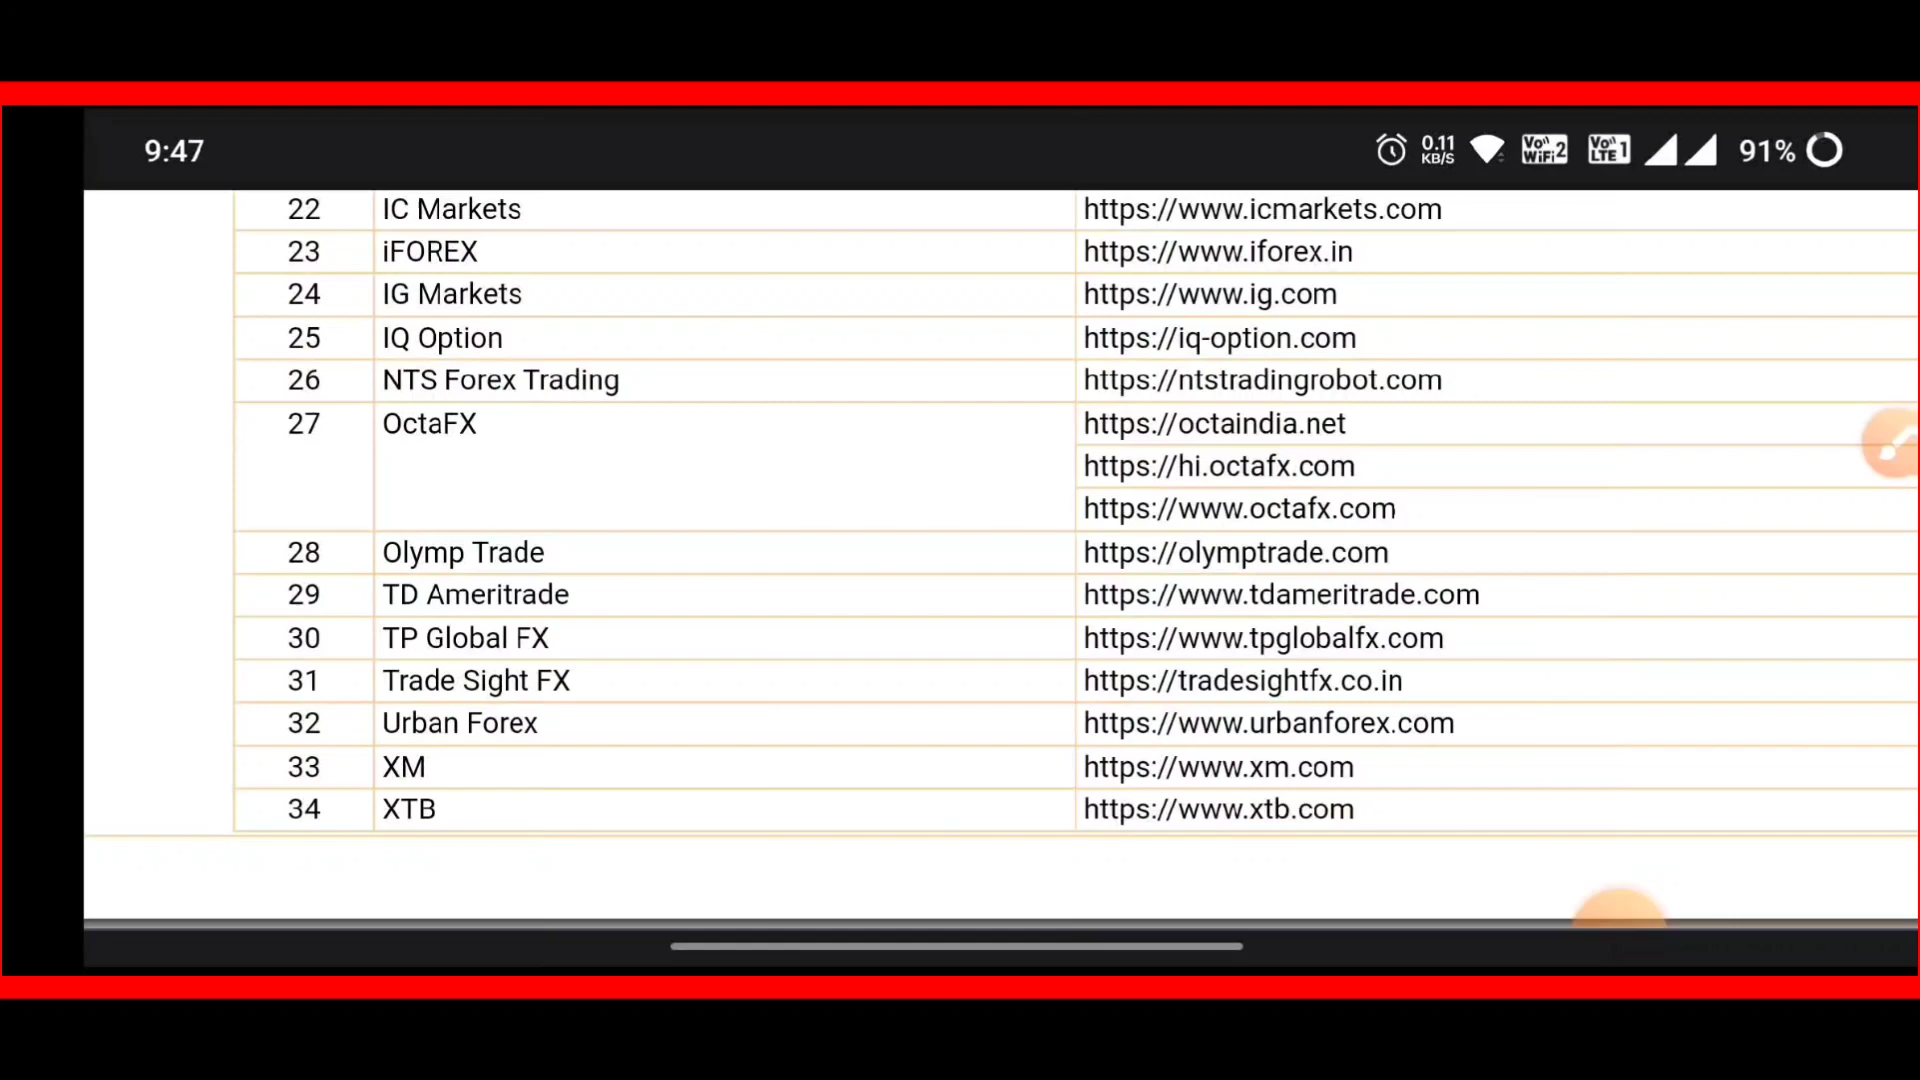 9:47 0.11 KB/S Vo WiFi2 Vo LTE1 91%
22 IC Markets https://www.icmarkets.com
23 iFOREX https://www.iforex.in
24 IG Markets https://www.ig.com
25 IQ Option https://iq-option.com
26 NTS Forex Trading https://ntstradingrobot.com
27 OctaFX https://octaindia.net
https://hi.octafx.com
https://www.octafx.com
28 Olymp Trade https://olymptrade.com
29 TD Ameritrade https://www.tdameritrade.com
30 TP Global FX https://www.tpglobalfx.com
31 Trade Sight FX https://tradesightfx.co.in
32 Urban Forex https://www.urbanforex.com
33 XM https://www.xm.com
34 XTB https://www.xtb.com